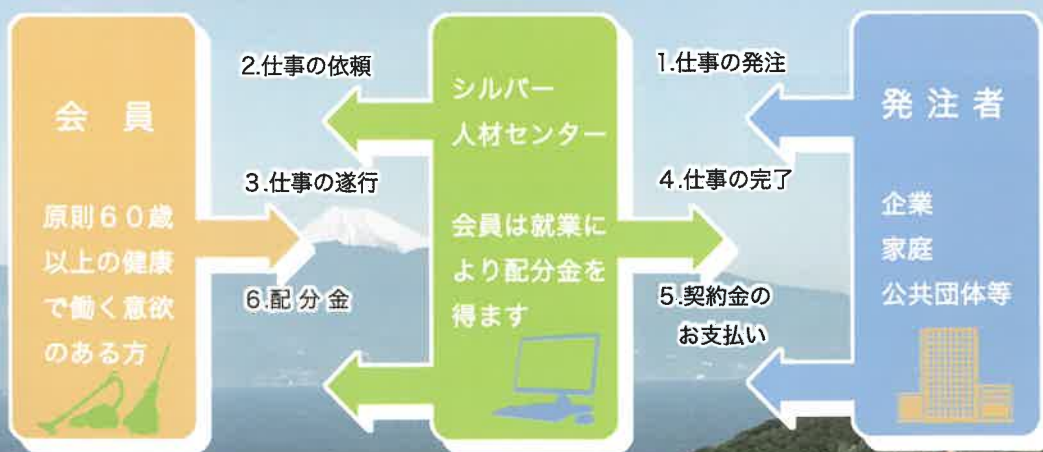 会 員
原則６０歳
以上の健康
で働く意欲
のある方
2.仕事の依頼
3.仕事の遂行
6.配 分 金
シルバー
人材センター
会員は就業に
より配分金を
得ます
1.仕事の発注
4.仕事の完了
5.契約金の
お支払い
発 注 者
企業
家庭
公共団体等